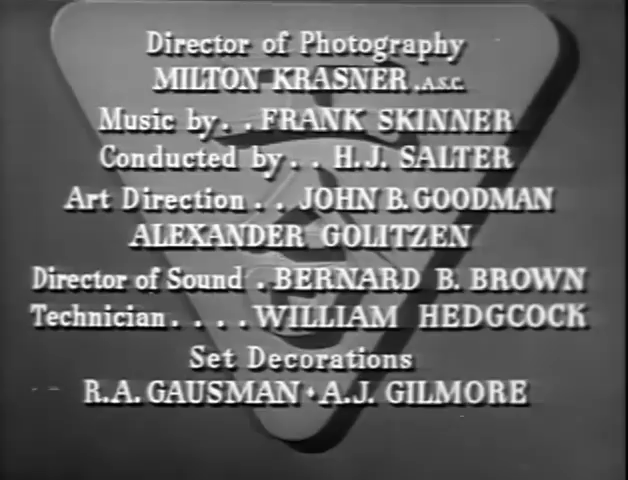 Director of Photography
MILTON KRASNER, A.S.C.
Music by.. FRANK SKINNER
Conducted by.. H.J. SALTER
Art Direction.. JOHN B. GOODMAN
ALEXANDER GOLITZEN
Director of Sound. BERNARD B. BROWN
Technician.... WILLIAM HEDGCOCK
Set Decorations
R.A. GAUSMAN • A.J. GILMORE